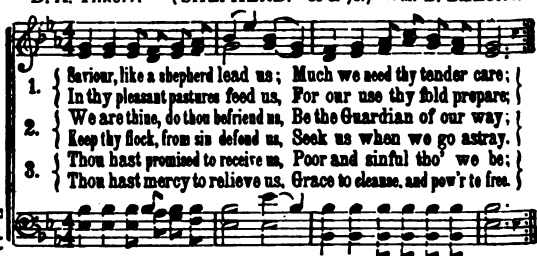 1. { Saviour, like a shepherd lead us; Much we need thy tender care; }
In thy pleasant pastures feed us, For our use thy fold prepare;
2. { We are thine, do thou befriend us, Be the Guardian of our way; }
Keep thy flock, from sin defend us, Seek us when we go astray.
3. { Thou hast promised to receive us, Poor and sinful tho' we be; }
Thou hast mercy to relieve us, Grace to cleanse, and pow'r to free.